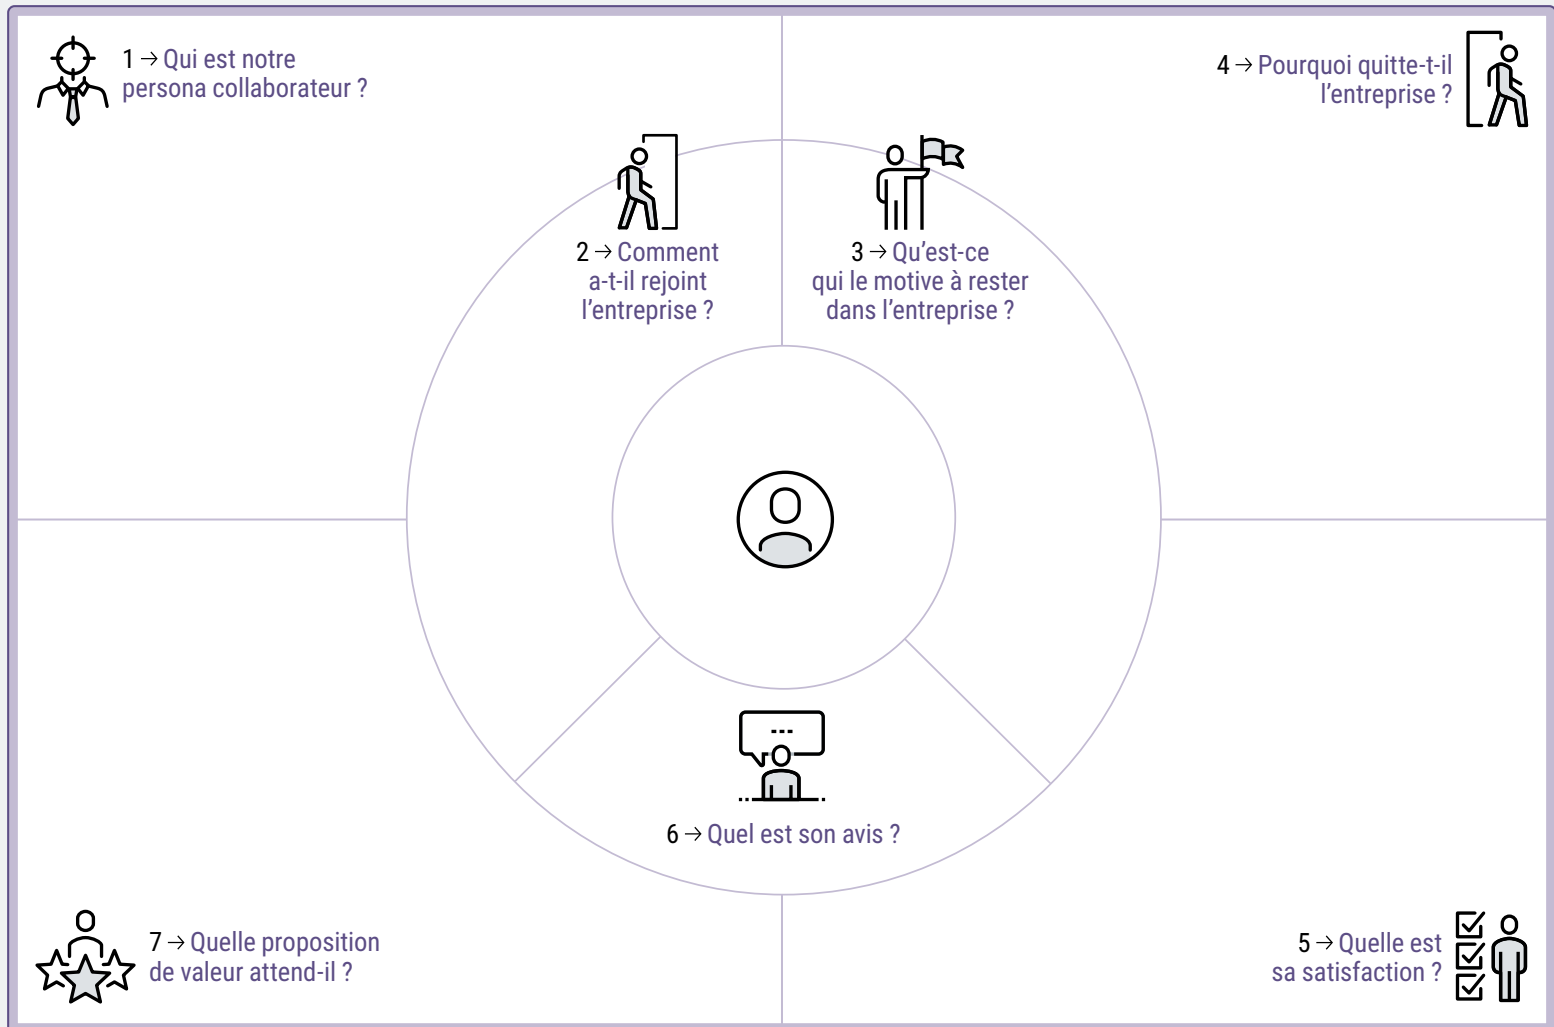 1 → Qui est notre
persona collaborateur ?
2 → Comment
a-t-il rejoint
l’entreprise ?
3 → Qu’est-ce
qui le motive à rester
dans l’entreprise ?
4 → Pourquoi quitte-t-il
l’entreprise ?
5 → Quelle est
sa satisfaction ?
6 → Quel est son avis ?
7 → Quelle proposition
de valeur attend-il ?